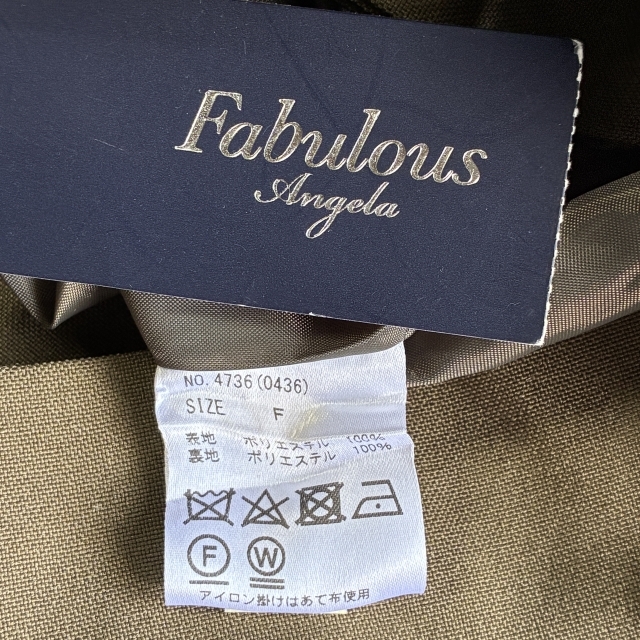 Fabulous
Angela
NO. 4736(0436)
SIZE F
表地 ポリエステル 100%
裏地 ポリエステル 100%
F W
アイロン掛けはあて布使用